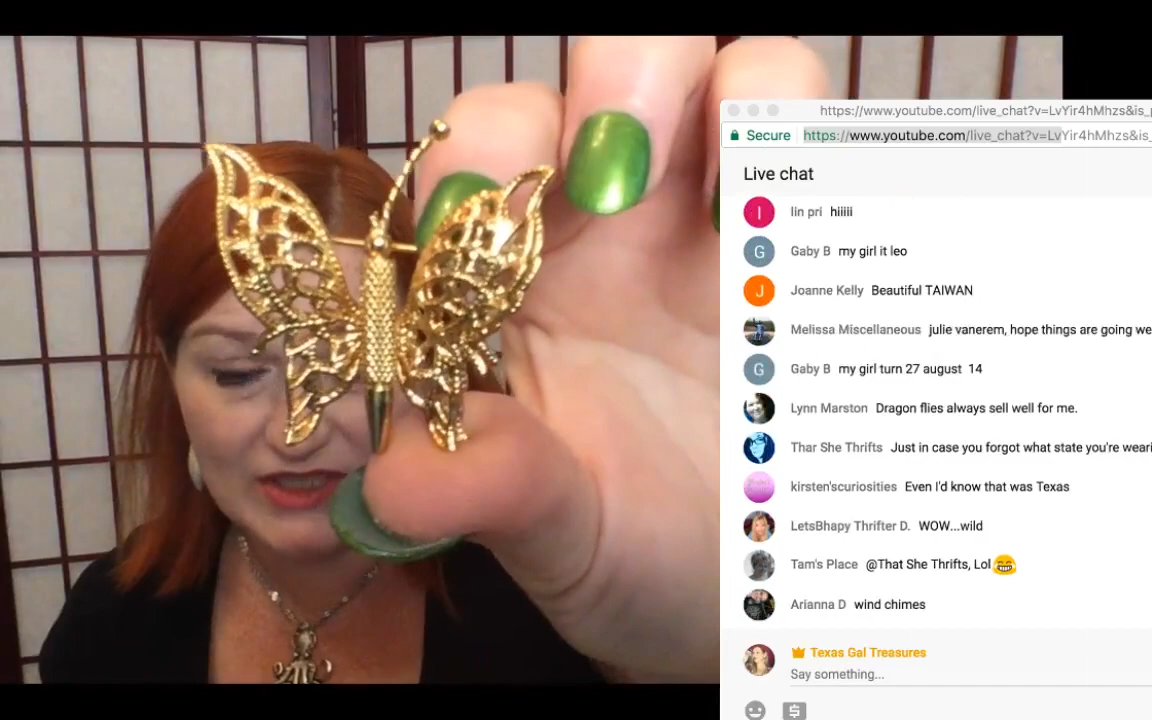 https://www.youtube.com/live_chat?v=LvYir4hMhzs&is_
Secure https://www.youtube.com/live_chat?v=LvYir4hMhzs&is_
Live chat
I lin pri hiiiii
G Gaby B my girl it leo
J Joanne Kelly Beautiful TAIWAN
Melissa Miscellaneous julie vanerem, hope things are going we
G Gaby B my girl turn 27 august 14
Lynn Marston Dragon flies always sell well for me.
Thar She Thrifts Just in case you forgot what state you're weari
kirsten'scuriosities Even I'd know that was Texas
LetsBhapy Thrifter D. WOW...wild
Tam's Place @That She Thrifts, Lol 😂
Arianna D wind chimes
Texas Gal Treasures
Say something...
$